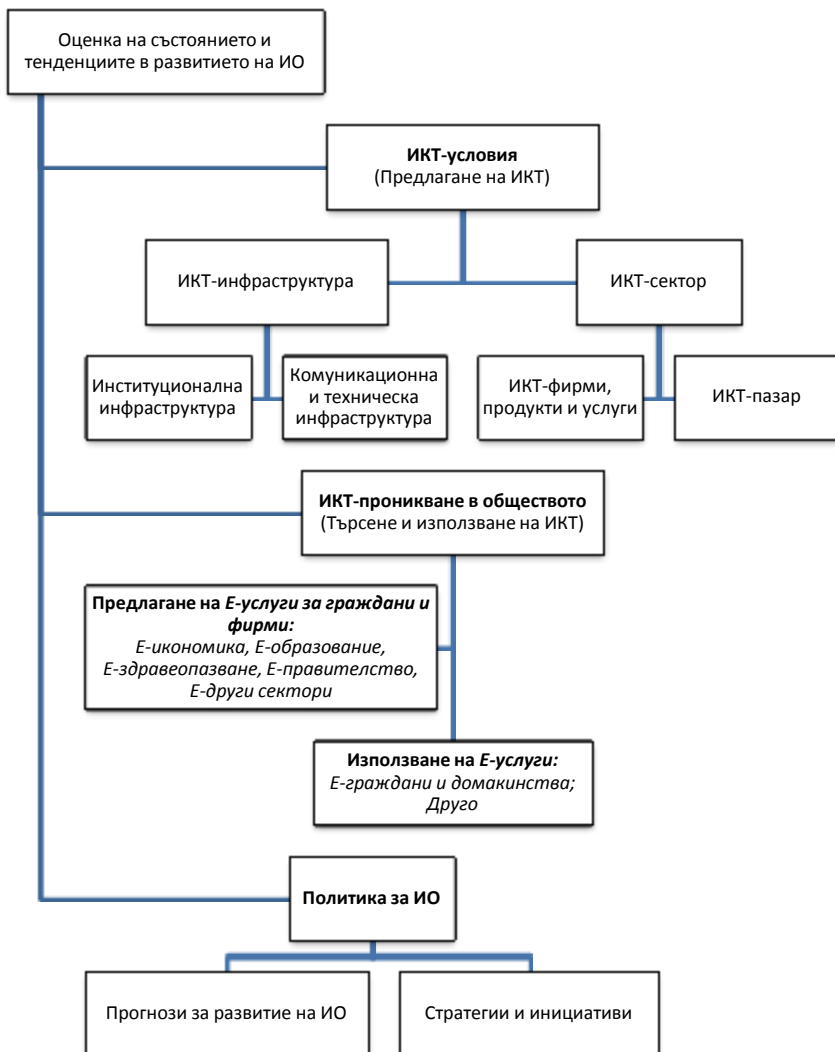 Оценка на състоянието и
тенденциите в развитието на ИО
ИКТ-условия
(Предлагане на ИКТ)
ИКТ-инфраструктура
ИКТ-сектор
Институционална
инфраструктура
Комуникационна
и техническа
инфраструктура
ИКТ-фирми,
продукти и услуги
ИКТ-пазар
ИКТ-проникване в обществото
(Търсене и използване на ИКТ)
Предлагане на Е-услуги за граждани и
фирми:
Е-икономика, Е-образование,
Е-здравеопазване, Е-правителство,
Е-други сектори
Използване на Е-услуги:
Е-граждани и домакинства;
Друго
Политика за ИО
Прогнози за развитие на ИО
Стратегии и инициативи